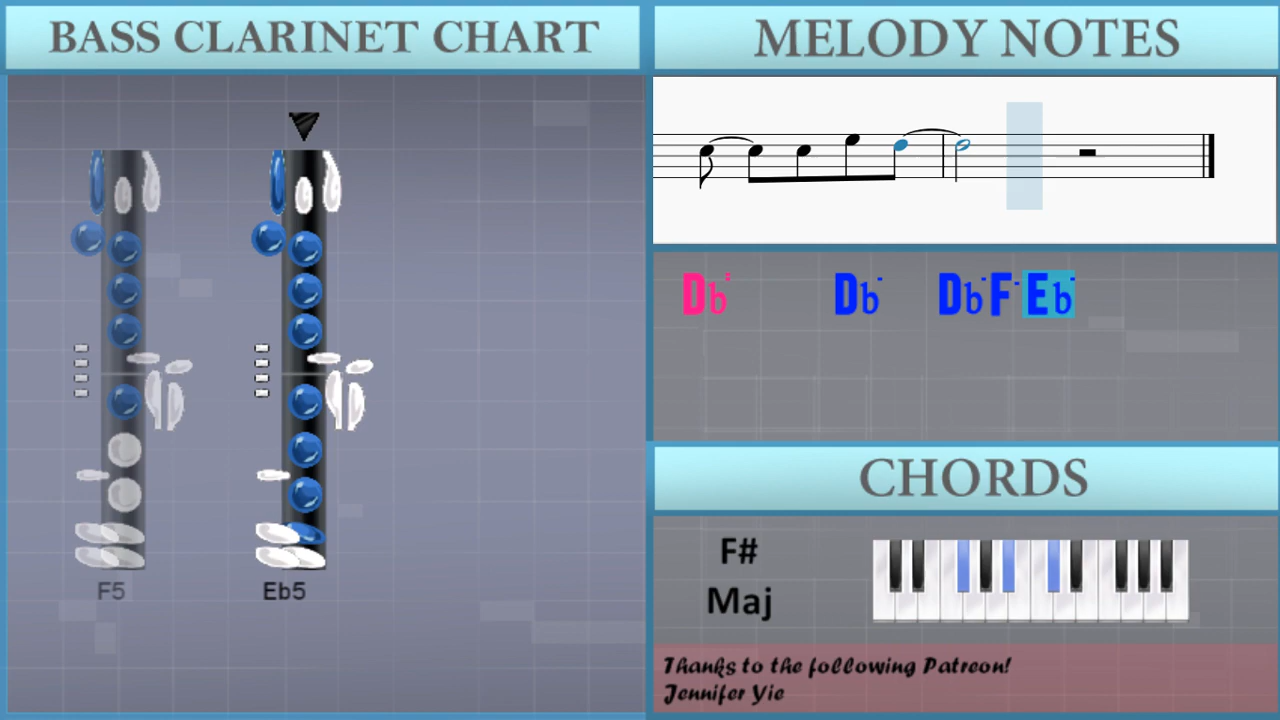 BASS CLARINET CHART
F5
Eb5
MELODY NOTES
Db Db Db F Eb
CHORDS
F#
Maj
Thanks to the following Patreon!
Jennifer Yie